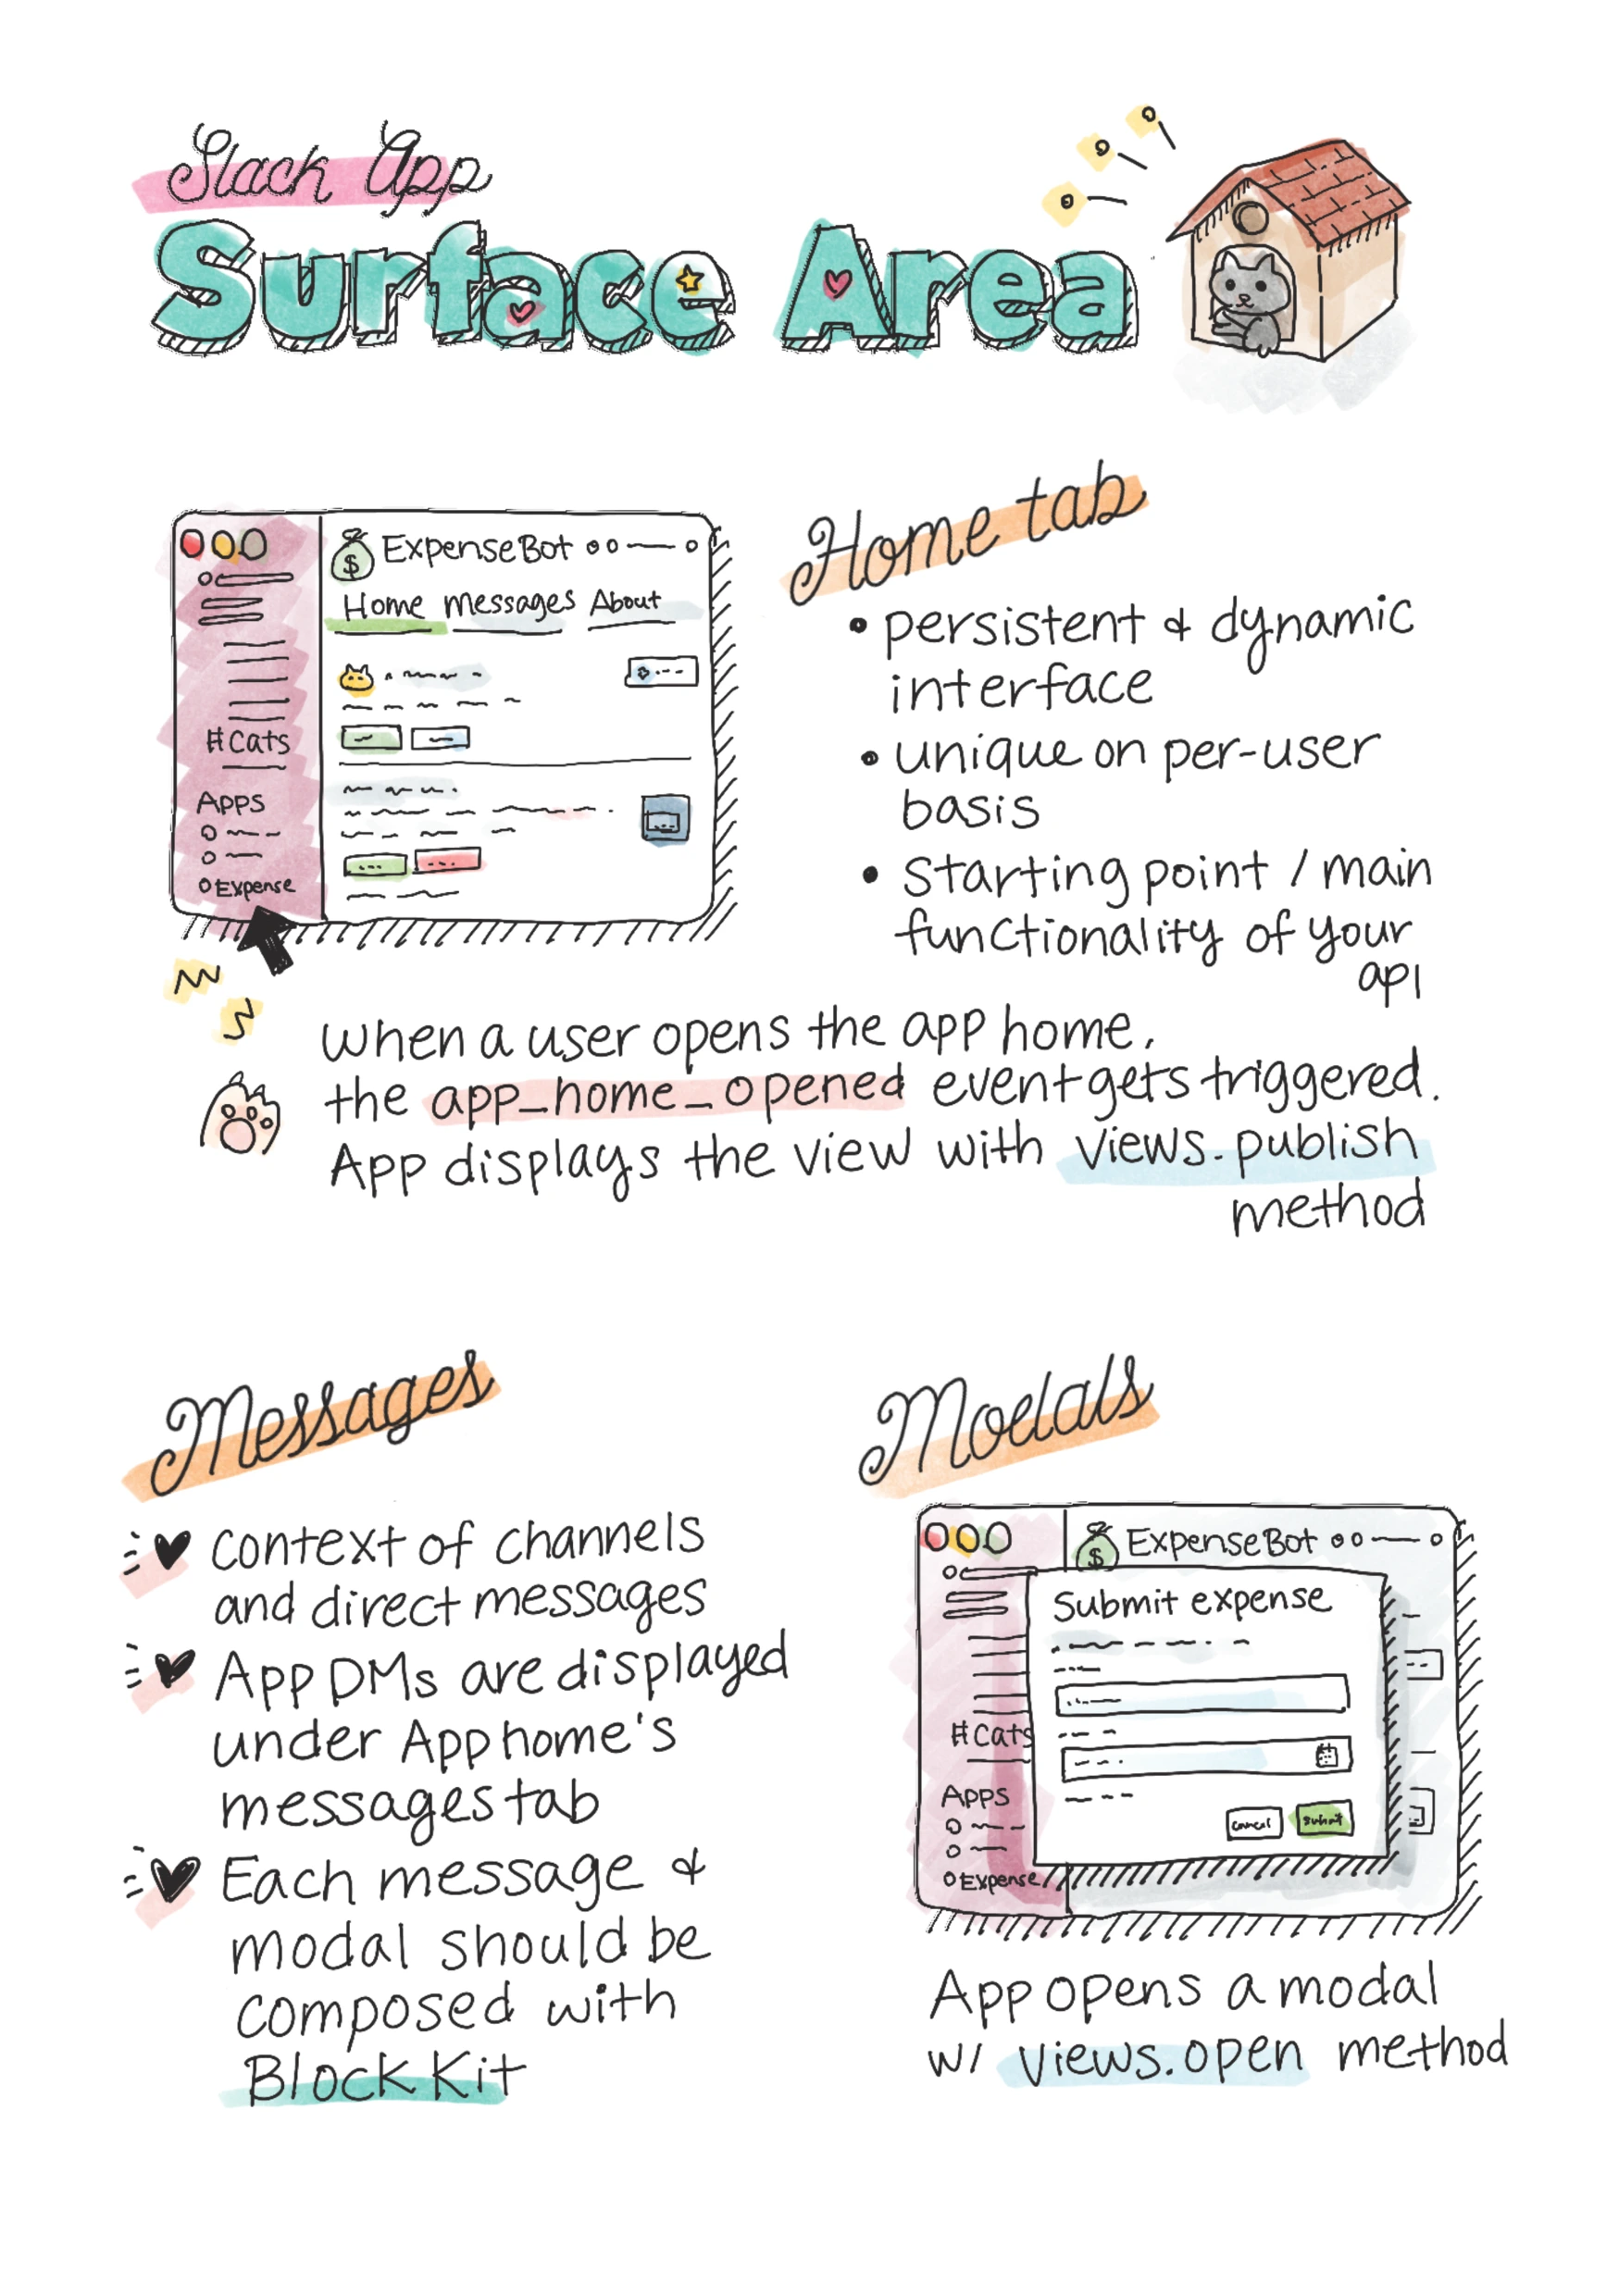 Slack App
Surface Area
ExpenseBot
Home Messages About
#Cats
Apps
Expense
Home tab
• persistent & dynamic
interface
• unique on per-user
basis
• starting point / main
functionality of your
api
When a user opens the app home,
the app_home_opened event gets triggered.
App displays the view with views.publish
method
Messages
Context of channels
and direct messages
App DMs are displayed
under App home's
messages tab
Each message &
modal should be
composed with
Block Kit
Modals
ExpenseBot
Submit expense
#Cats
Apps
Expense
cancel submit
App opens a modal
w/ views.open method